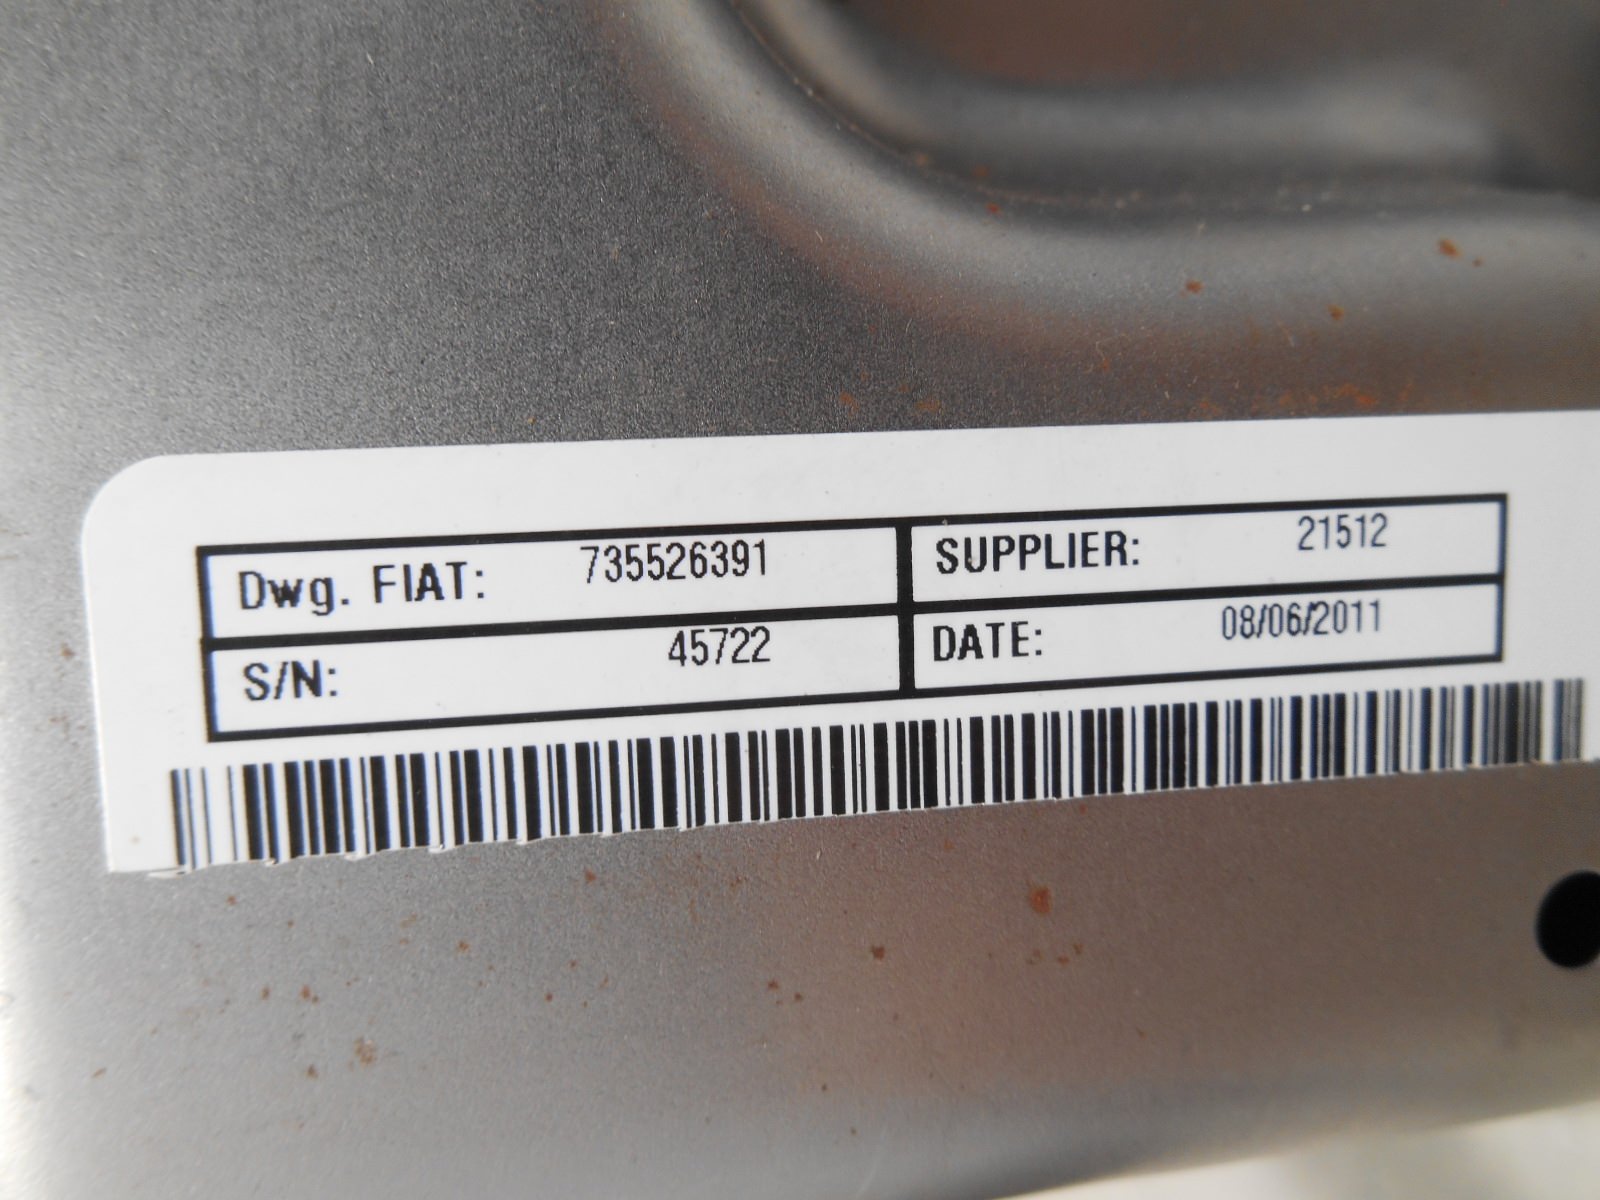 Dwg. FIAT: 735526391 SUPPLIER: 21512
S/N: 45722 DATE: 08/06/2011